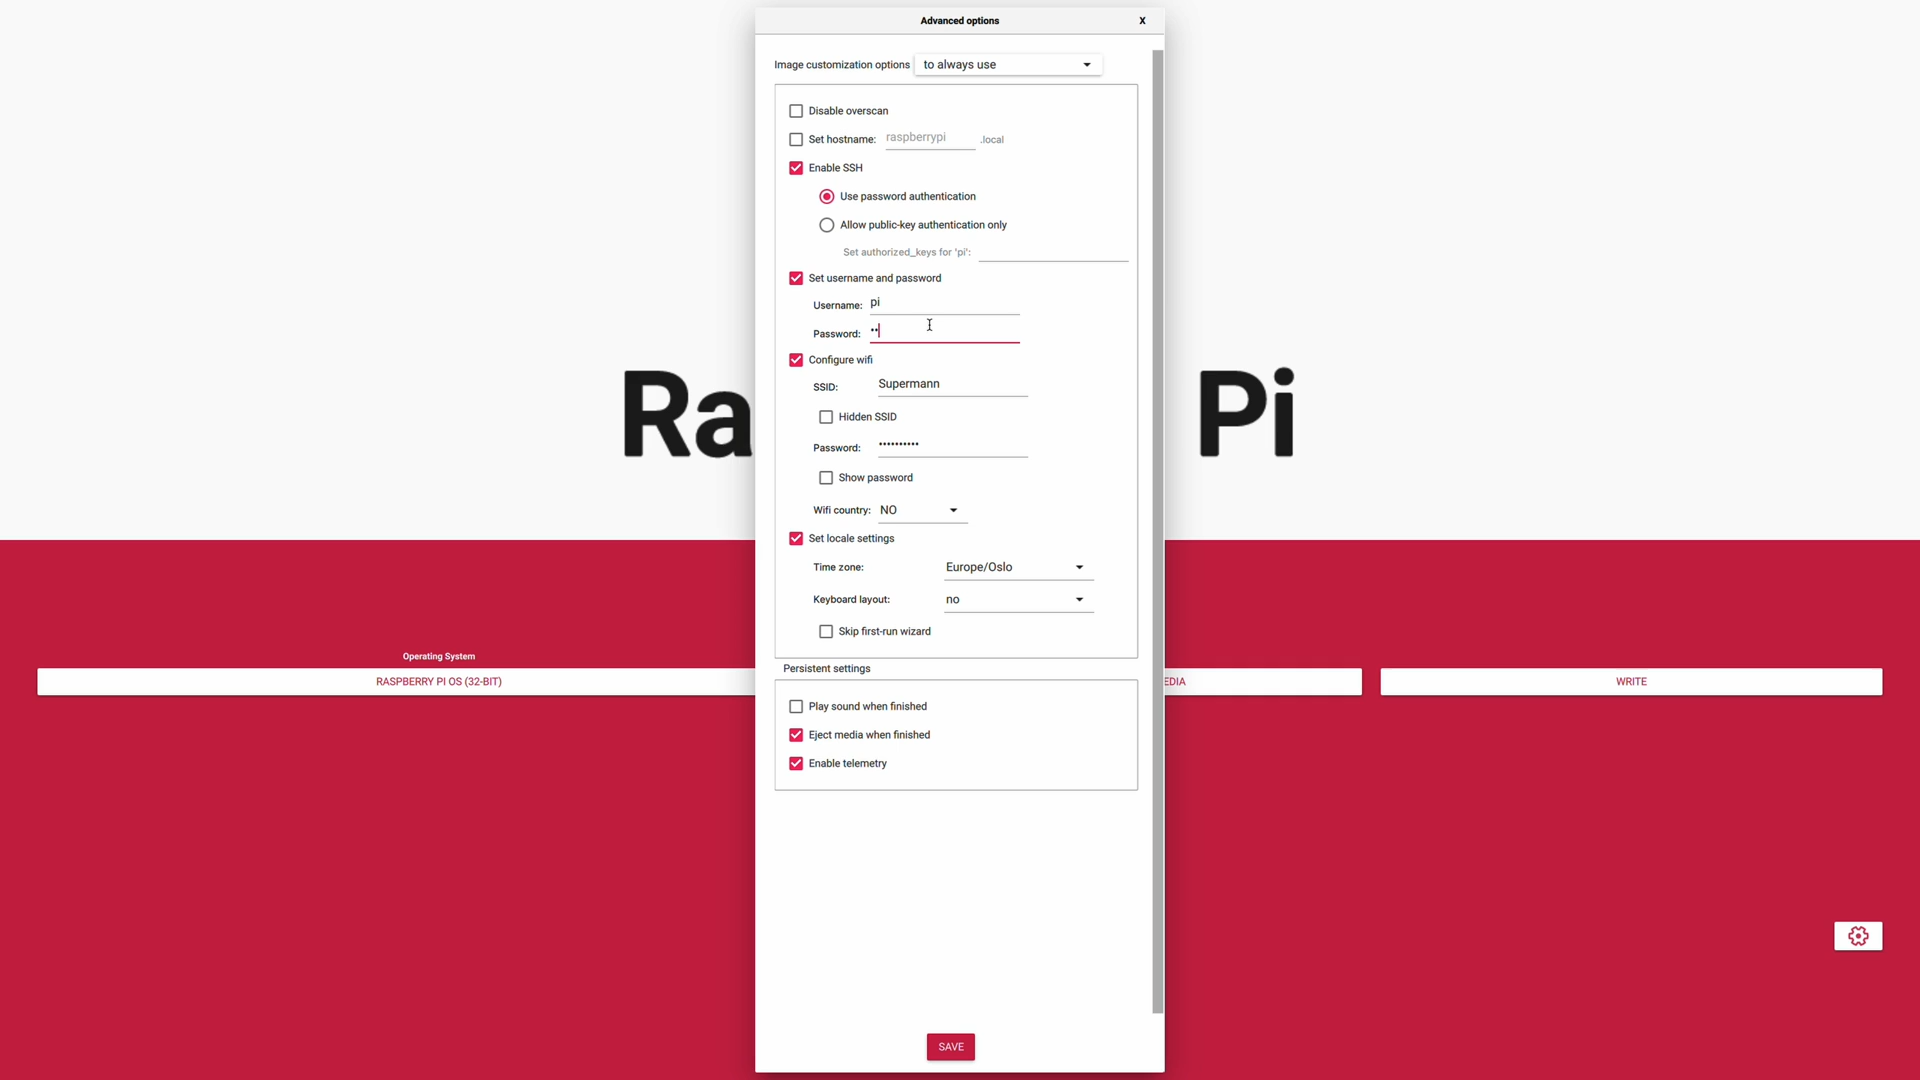 Advanced options X
Image customization options to always use
Disable overscan
Set hostname: raspberrypi .local
Enable SSH
Use password authentication
Allow public-key authentication only
Set authorized_keys for 'pi':
Set username and password
Username: pi
Password: ••
Configure wifi
SSID: Supermann
Hidden SSID
Password: ••••••••••
Show password
Wifi country: NO
Set locale settings
Time zone: Europe/Oslo
Keyboard layout: no
Skip first-run wizard
Persistent settings
Play sound when finished
Eject media when finished
Enable telemetry
SAVE
Ra Pi
Operating System
RASPBERRY PI OS (32-BIT) EDIA WRITE